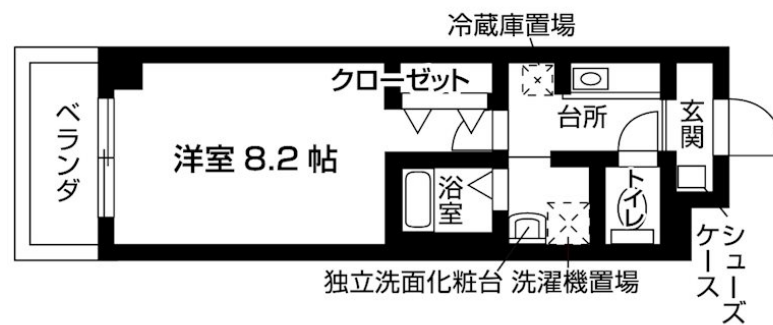 冷蔵庫置場
クローゼット
台所
玄関
ベランダ
洋室 8.2 帖
浴室
トイレ
シューズ
ケース
独立洗面化粧台
洗濯機置場